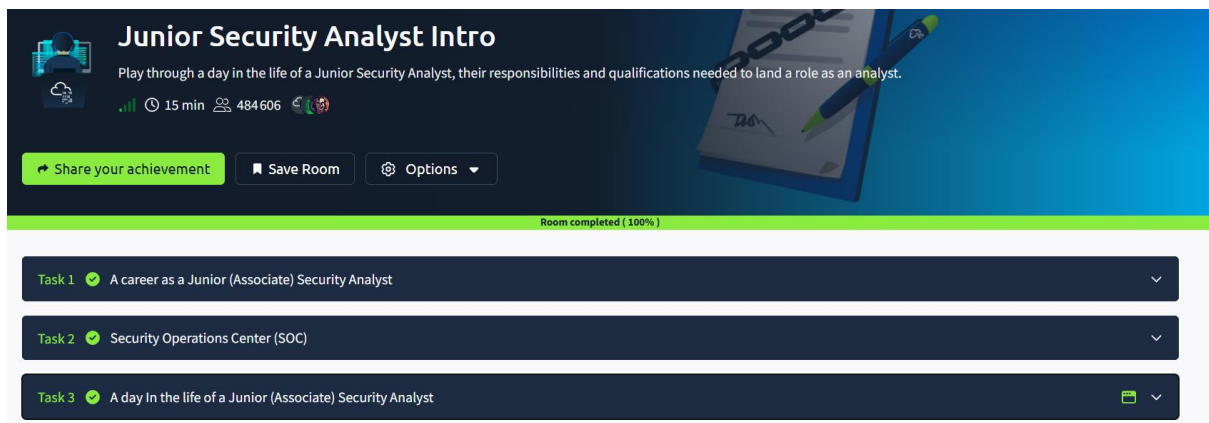 Junior Security Analyst Intro
Play through a day in the life of a Junior Security Analyst, their responsibilities and qualifications needed to land a role as an analyst.
15 min 484606
Share your achievement Save Room Options
Room completed ( 100% )
Task 1 A career as a Junior (Associate) Security Analyst
Task 2 Security Operations Center (SOC)
Task 3 A day In the life of a Junior (Associate) Security Analyst